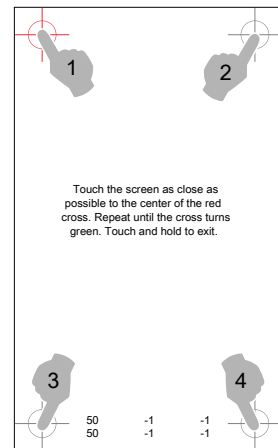 1
2
Touch the screen as close as
possible to the center of the red
cross. Repeat until the cross turns
green. Touch and hold to exit.
3
4
50 -1 -1
50 -1 -1